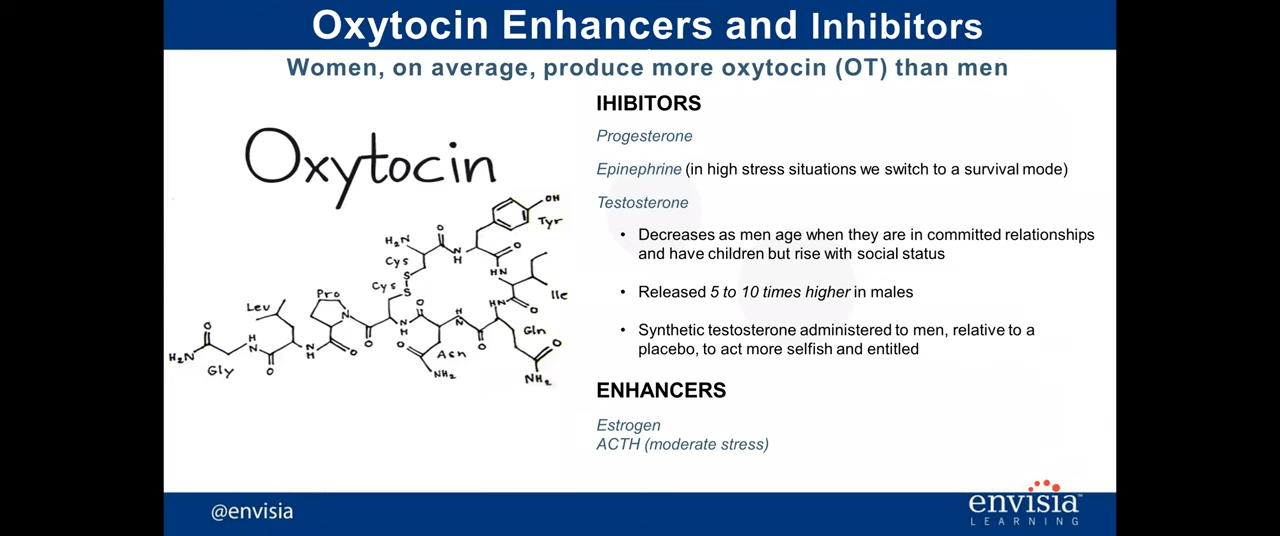 Oxytocin Enhancers and Inhibitors
Women, on average, produce more oxytocin (OT) than men
Oxytocin
OH
Tyr
H₂N
O
N
H
O
Cys
HN
Cys
S
S
Ile
Pro
Leu
O
HN
O
N
O
N
H
H
N
Gln
O
H
N
N
H
O
O
O
O
Asn
H₂N
Gly
O
NH₂
NH₂
IHIBITORS
Progesterone
Epinephrine (in high stress situations we switch to a survival mode)
Testosterone
• Decreases as men age when they are in committed relationships
and have children but rise with social status
• Released 5 to 10 times higher in males
• Synthetic testosterone administered to men, relative to a
placebo, to act more selfish and entitled
ENHANCERS
Estrogen
ACTH (moderate stress)
@envisia
envisia™
LEARNING